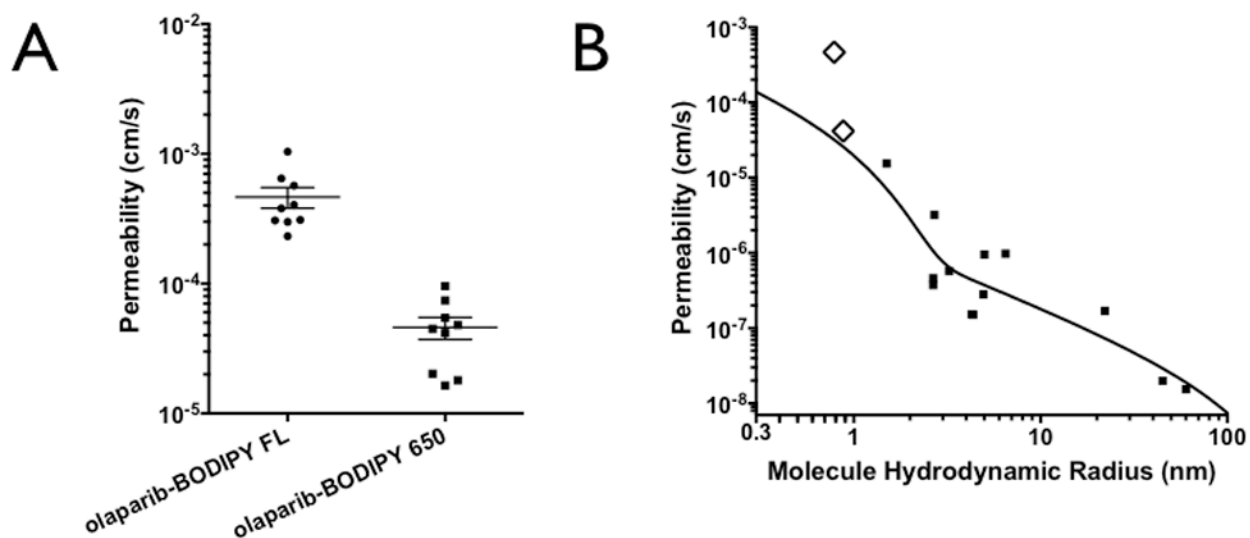 A
Permeability (cm/s)
10-2
10-3
10-4
10-5
olaparib-BODIPY FL
olaparib-BODIPY 650
B
Permeability (cm/s)
10-3
10-4
10-5
10-6
10-7
10-8
0.3 1 10 100
Molecule Hydrodynamic Radius (nm)